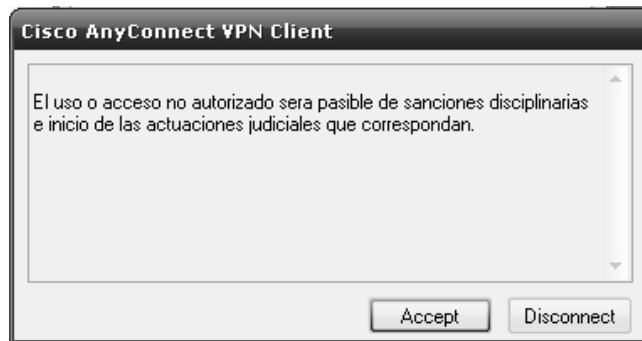 Cisco AnyConnect VPN Client
El uso o acceso no autorizado sera pasible de sanciones disciplinarias
e inicio de las actuaciones judiciales que correspondan.
Accept
Disconnect